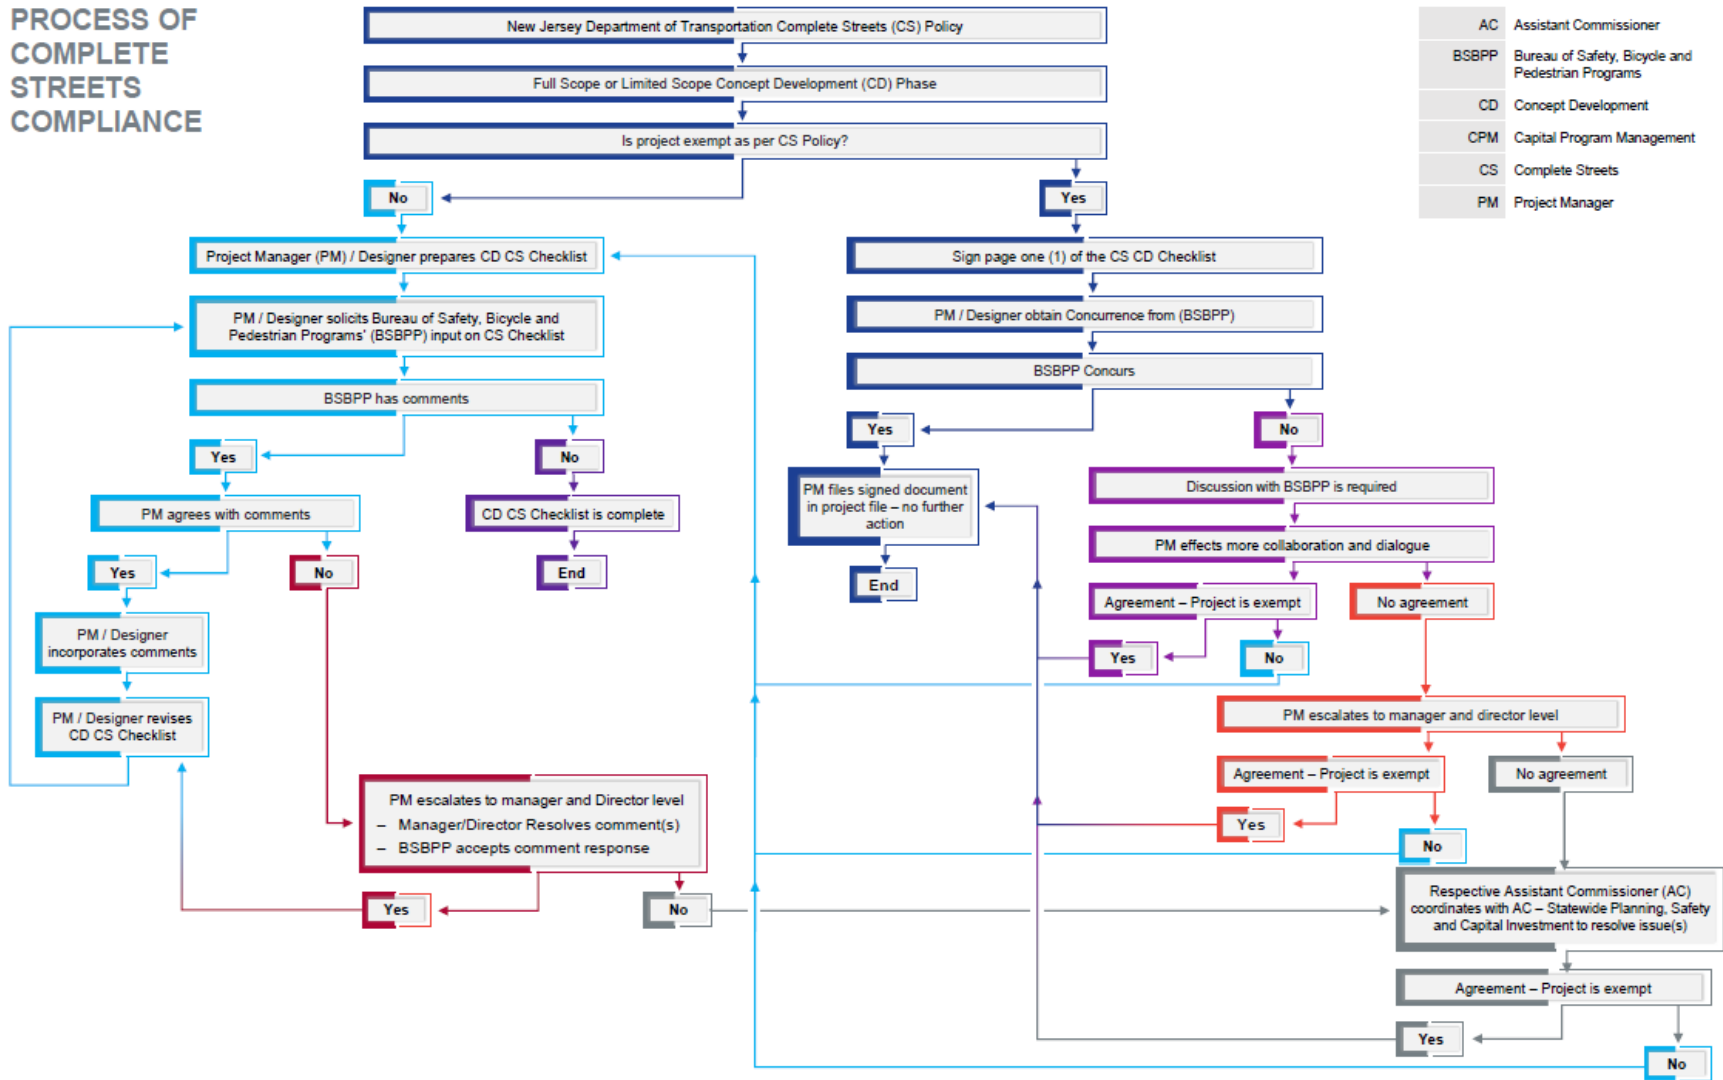 PROCESS OF
COMPLETE
STREETS
COMPLIANCE
New Jersey Department of Transportation Complete Streets (CS) Policy
Full Scope or Limited Scope Concept Development (CD) Phase
Is project exempt as per CS Policy?
AC Assistant Commissioner
BSBPP Bureau of Safety, Bicycle and
Pedestrian Programs
CD Concept Development
CPM Capital Program Management
CS Complete Streets
PM Project Manager
No
Project Manager (PM) / Designer prepares CD CS Checklist
PM / Designer solicits Bureau of Safety, Bicycle and
Pedestrian Programs' (BSBPP) input on CS Checklist
BSBPP has comments
Yes
No
PM agrees with comments
CD CS Checklist is complete
Yes
No
End
PM / Designer
incorporates comments
PM / Designer revises
CD CS Checklist
PM escalates to manager and Director level
– Manager/Director Resolves comment(s)
– BSBPP accepts comment response
Yes
No
Yes
Sign page one (1) of the CS CD Checklist
PM / Designer obtain Concurrence from (BSBPP)
BSBPP Concurs
Yes
No
PM files signed document
in project file – no further
action
End
Discussion with BSBPP is required
PM effects more collaboration and dialogue
Agreement – Project is exempt
No agreement
Yes
No
PM escalates to manager and director level
Agreement – Project is exempt
No agreement
Yes
No
Respective Assistant Commissioner (AC)
coordinates with AC – Statewide Planning, Safety
and Capital Investment to resolve issue(s)
Agreement – Project is exempt
Yes
No